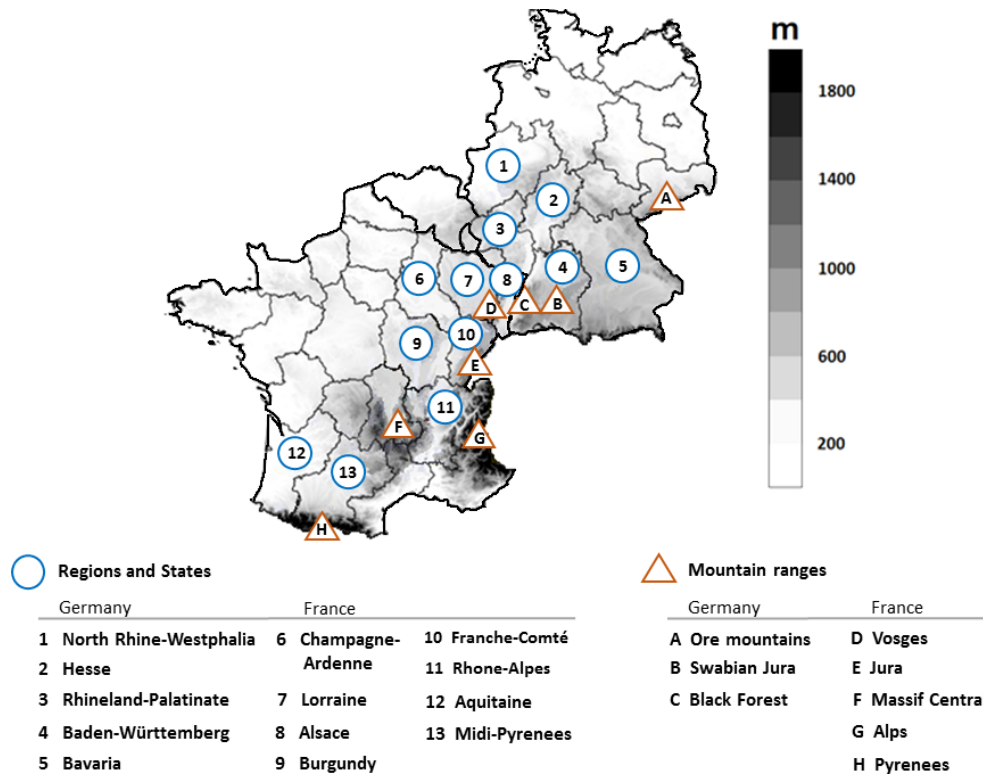 m
1800
1400
1000
600
200
1
2
A
3
6
7
8
4
5
D
C
B
10
9
E
11
F
G
12
13
H
Regions and States
Mountain ranges
Germany France
Germany France
1 North Rhine-Westphalia
2 Hesse
3 Rhineland-Palatinate
4 Baden-Württemberg
5 Bavaria
6 Champagne-
Ardenne
7 Lorraine
8 Alsace
9 Burgundy
10 Franche-Comté
11 Rhone-Alpes
12 Aquitaine
13 Midi-Pyrenees
A Ore mountains
B Swabian Jura
C Black Forest
D Vosges
E Jura
F Massif Central
G Alps
H Pyrenees